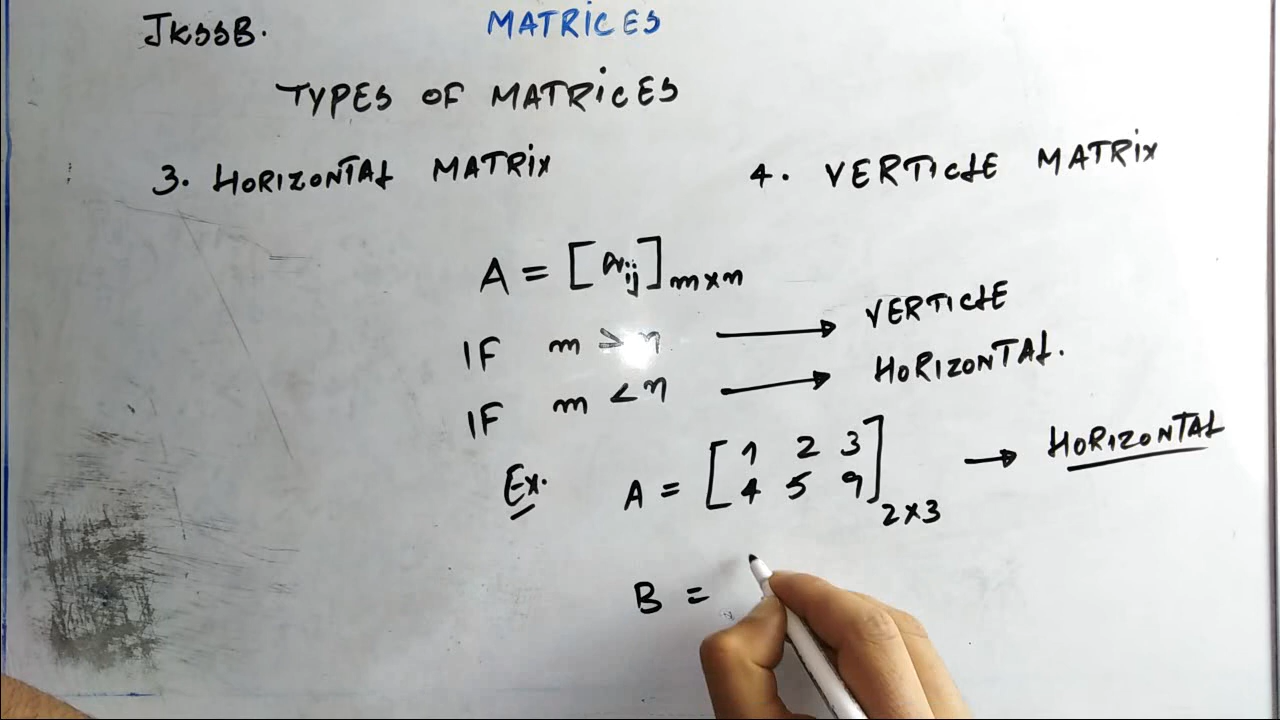 JKSSB. MATRICES
TYPES OF MATRICES
3. HORIZONTAL MATRIX 4. VERTICLE MATRIX
A = [aij]m×n
IF m > n → VERTICLE
IF m < n → HORIZONTAL.
Ex. A = [1 2 3
4 5 9]2×3 → HORIZONTAL
B =